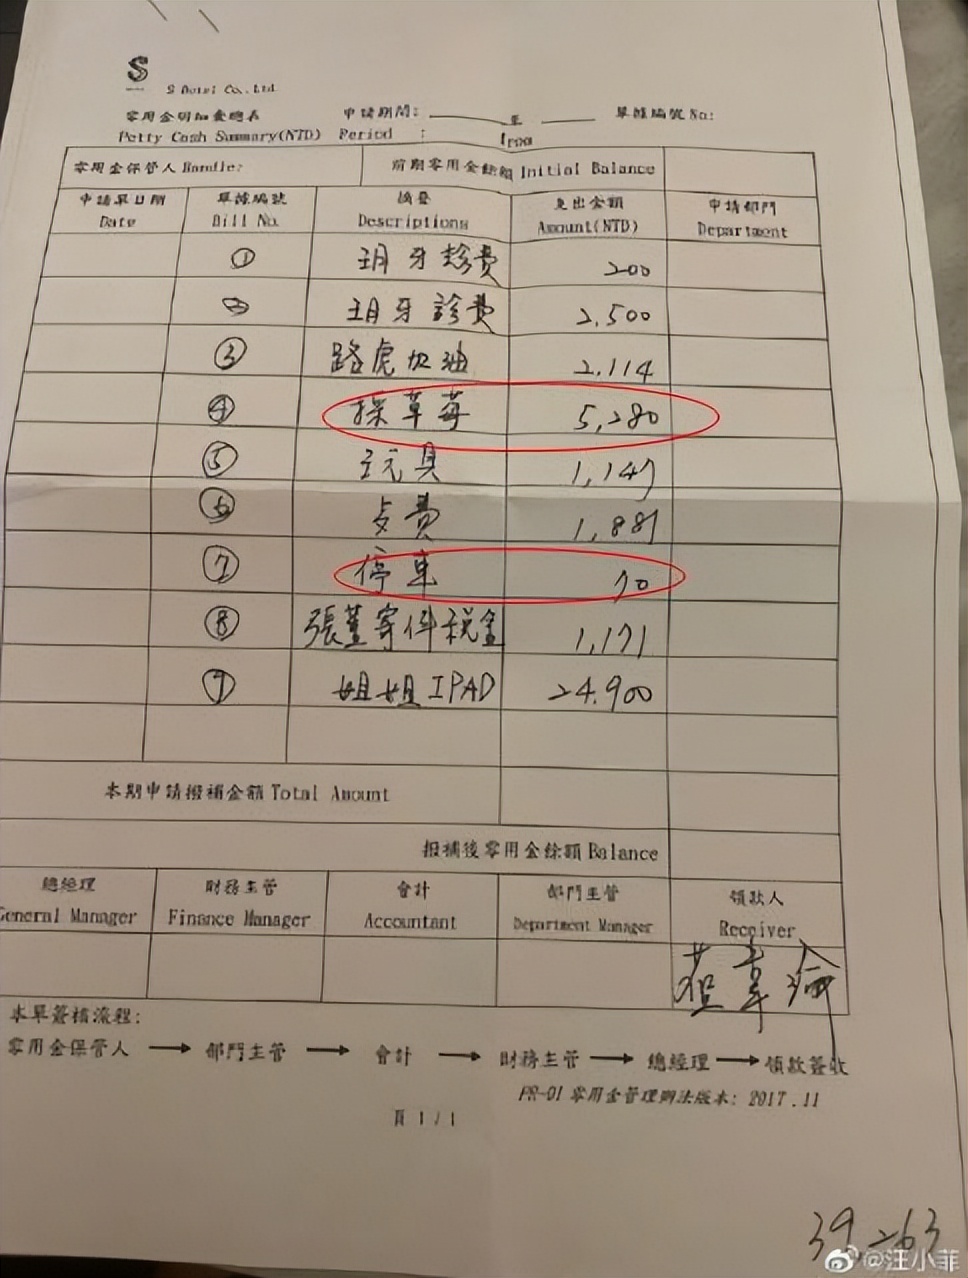 S
S Hotel Co., Ltd.
零用金明細彙總表 申請期間: 至 單據編號 No:
Petty Cash Summary(NTD) Period : from
零用金保管人 Handle: 前期零用金餘額 Initial Balance
申請單日期 單據編號 摘要 支出金額 申請部門
Date Bill No. Descriptions Amount(NTD) Department
① 玥牙診費 200
② 玥牙診費 2,500
③ 路虎加油 2,114
④ 採草莓 5,280
⑤ 玩具 1,147
⑥ 費 1,881
⑦ 停車 70
⑧ 張薑寄件稅金 1,171
⑨ 姐姐IPAD 24,900
本期申請撥補金額 Total Amount
撥補後零用金餘額 Balance
總經理 財務主管 會計 部門主管 領款人
General Manager Finance Manager Accountant Department Manager Receiver
本單簽核流程:
零用金保管人 → 部門主管 → 會計 → 財務主管 → 總經理 → 領款簽收
PR-01 零用金管理辦法版本: 2017.11
頁 1 / 1
39263
@汪小菲